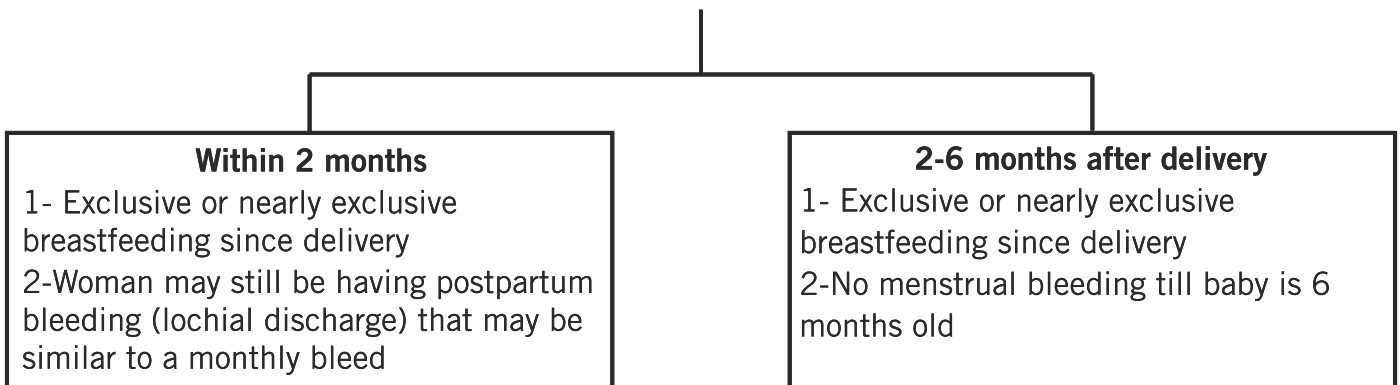 Within 2 months
1- Exclusive or nearly exclusive
breastfeeding since delivery
2-Woman may still be having postpartum
bleeding (lochial discharge) that may be
similar to a monthly bleed
2-6 months after delivery
1- Exclusive or nearly exclusive
breastfeeding since delivery
2-No menstrual bleeding till baby is 6
months old